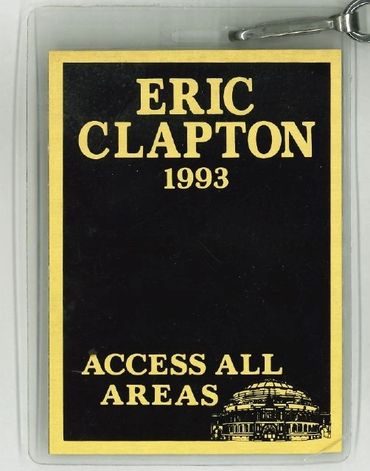 ERIC
CLAPTON
1993
ACCESS ALL
AREAS